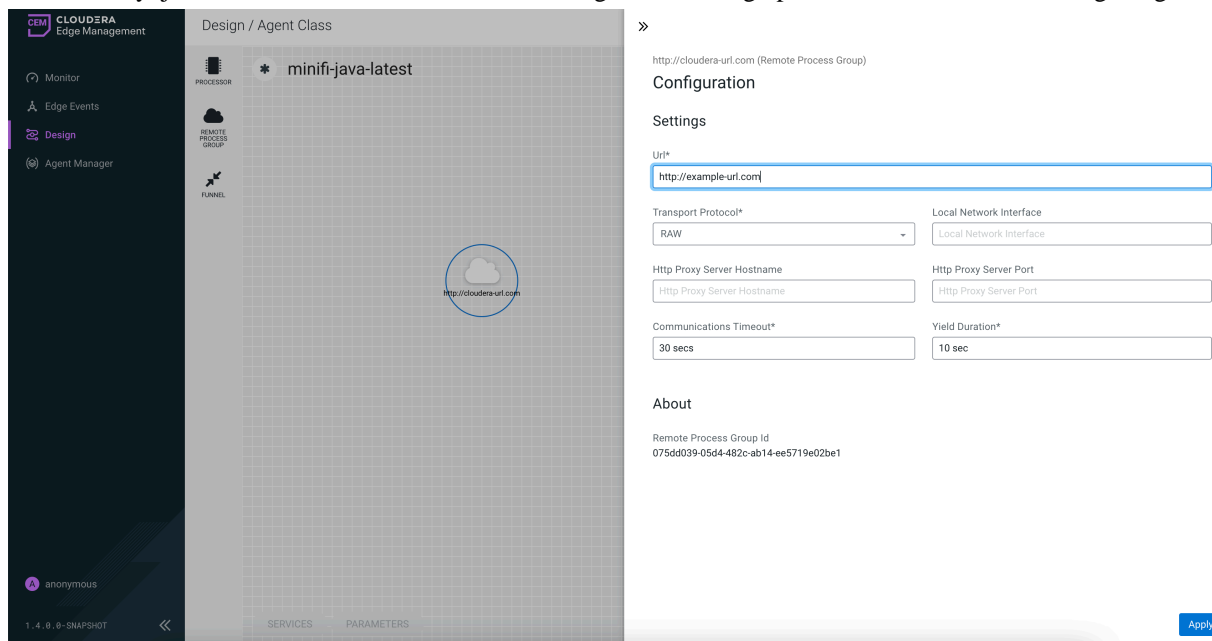 CEM CLOUDERA
Edge Management
Monitor
Edge Events
Design
Agent Manager
A anonymous
1.4.0.0-SNAPSHOT
Design / Agent Class
PROCESSOR
REMOTE
PROCESS
GROUP
FUNNEL
minifi-java-latest
http://cloudera-url.com
SERVICES PARAMETERS
http://cloudera-url.com (Remote Process Group)
Configuration
Settings
Url*
http://example-url.com
Transport Protocol* Local Network Interface
RAW Local Network Interface
Http Proxy Server Hostname Http Proxy Server Port
Http Proxy Server Hostname Http Proxy Server Port
Communications Timeout* Yield Duration*
30 secs 10 sec
About
Remote Process Group Id
075dd039-05d4-482c-ab14-ee5719e02be1
Apply